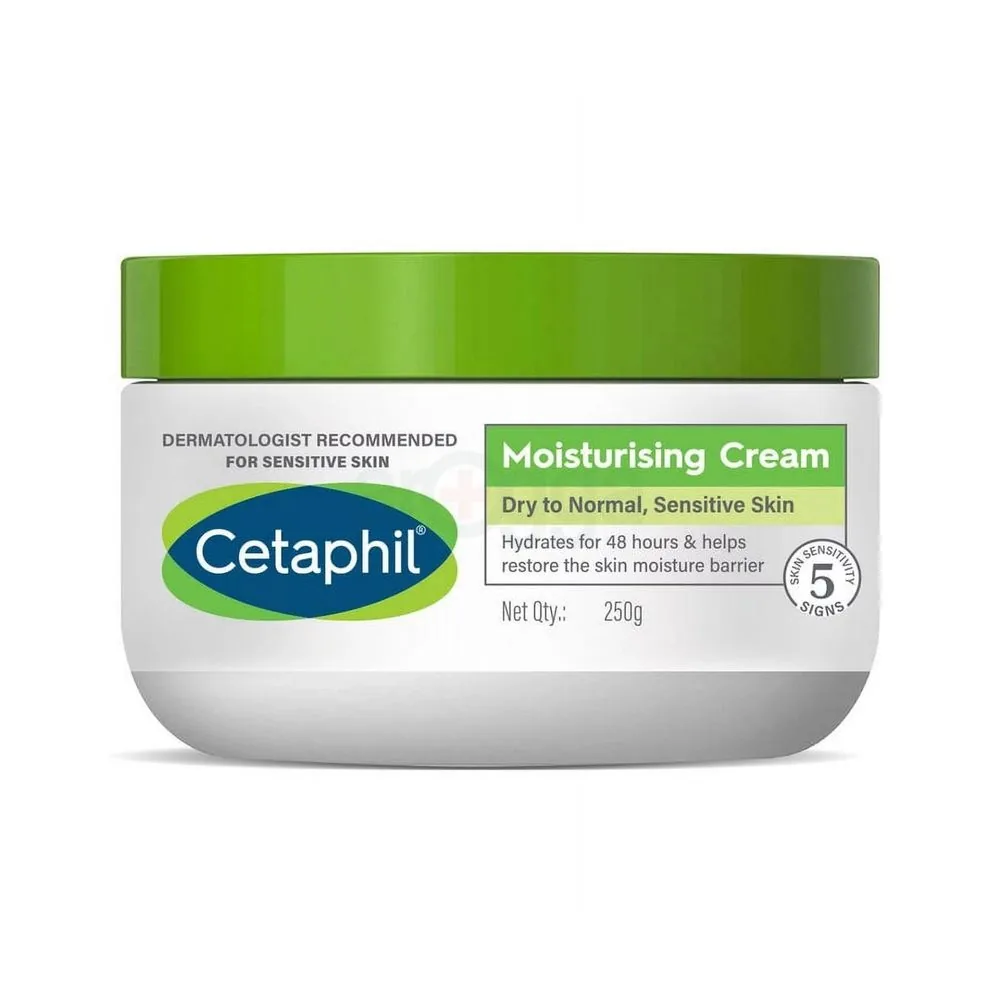 DERMATOLOGIST RECOMMENDED
FOR SENSITIVE SKIN
Cetaphil®
Moisturising Cream
Dry to Normal, Sensitive Skin
Hydrates for 48 hours & helps
restore the skin moisture barrier
SKIN SENSITIVITY
5
SIGNS
Net Qty.: 250g